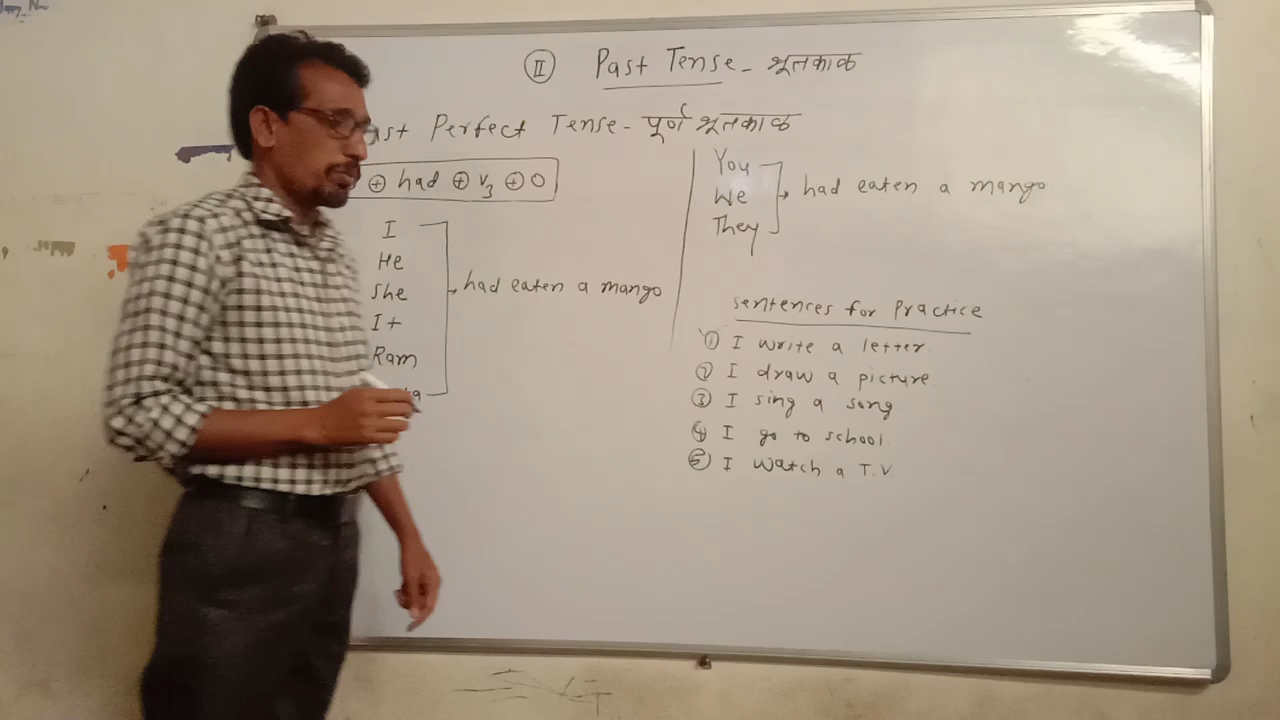 II Past Tense - भूतकाळ
Perfect Tense - पूर्ण भूतकाळ
⊕ had ⊕ V3 ⊕ O
I
He
She
It
Ram
had eaten a mango
You
We
They
had eaten a mango
Sentences for Practice
① I write a letter
② I draw a picture
③ I sing a song
④ I go to school
⑤ I watch a T.V